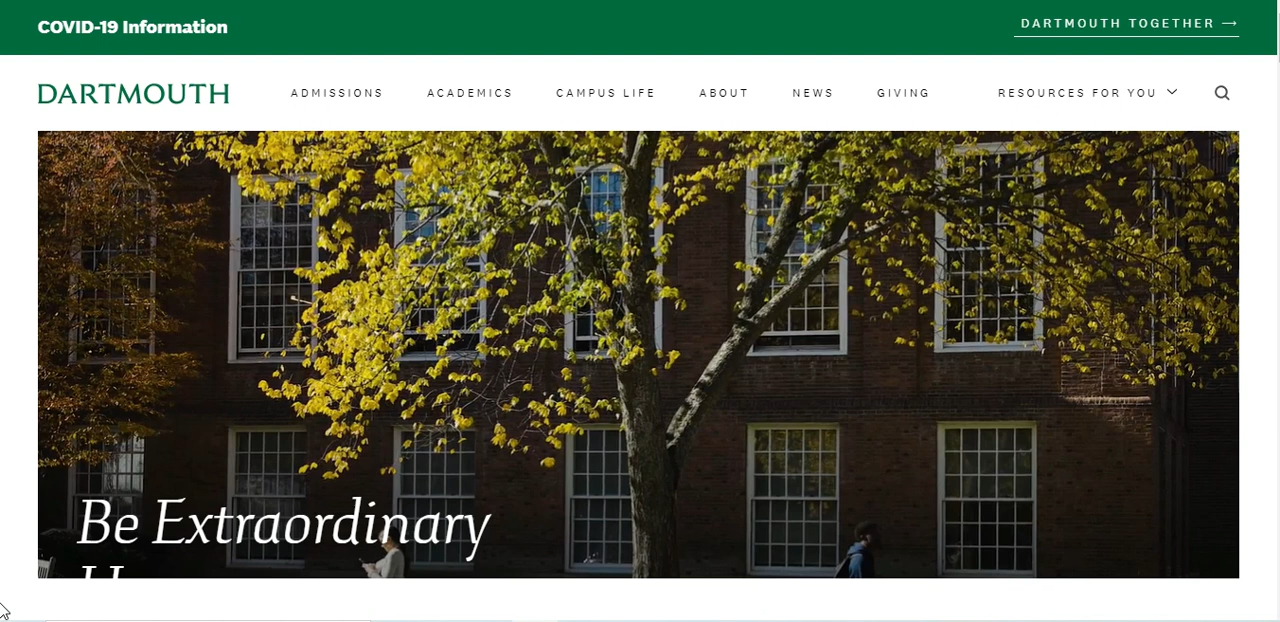 COVID-19 Information
DARTMOUTH TOGETHER →
DARTMOUTH
ADMISSIONS ACADEMICS CAMPUS LIFE ABOUT NEWS GIVING RESOURCES FOR YOU
Be Extraordinary